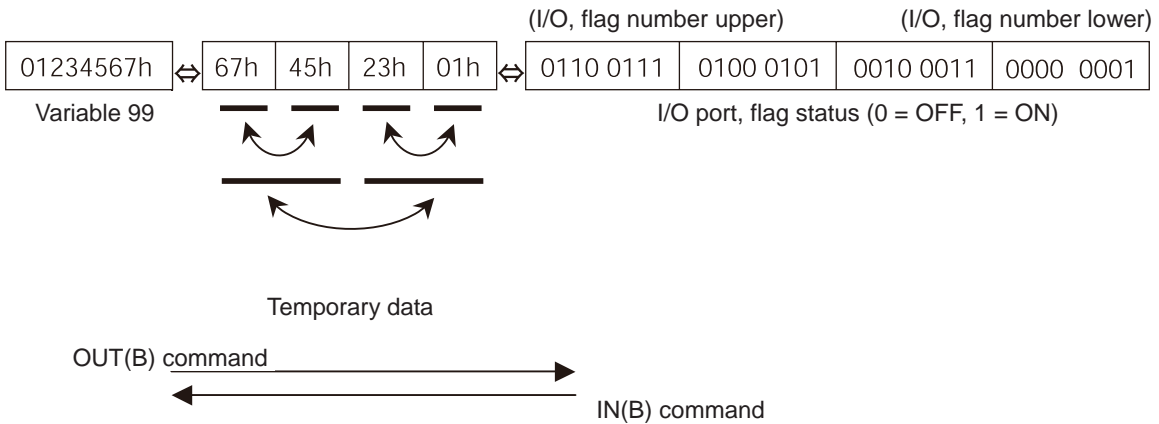 (I/O, flag number upper) (I/O, flag number lower)
01234567h ⇔ 67h 45h 23h 01h ⇔ 0110 0111 0100 0101 0010 0011 0000 0001
Variable 99 I/O port, flag status (0 = OFF, 1 = ON)
Temporary data
OUT(B) command
IN(B) command